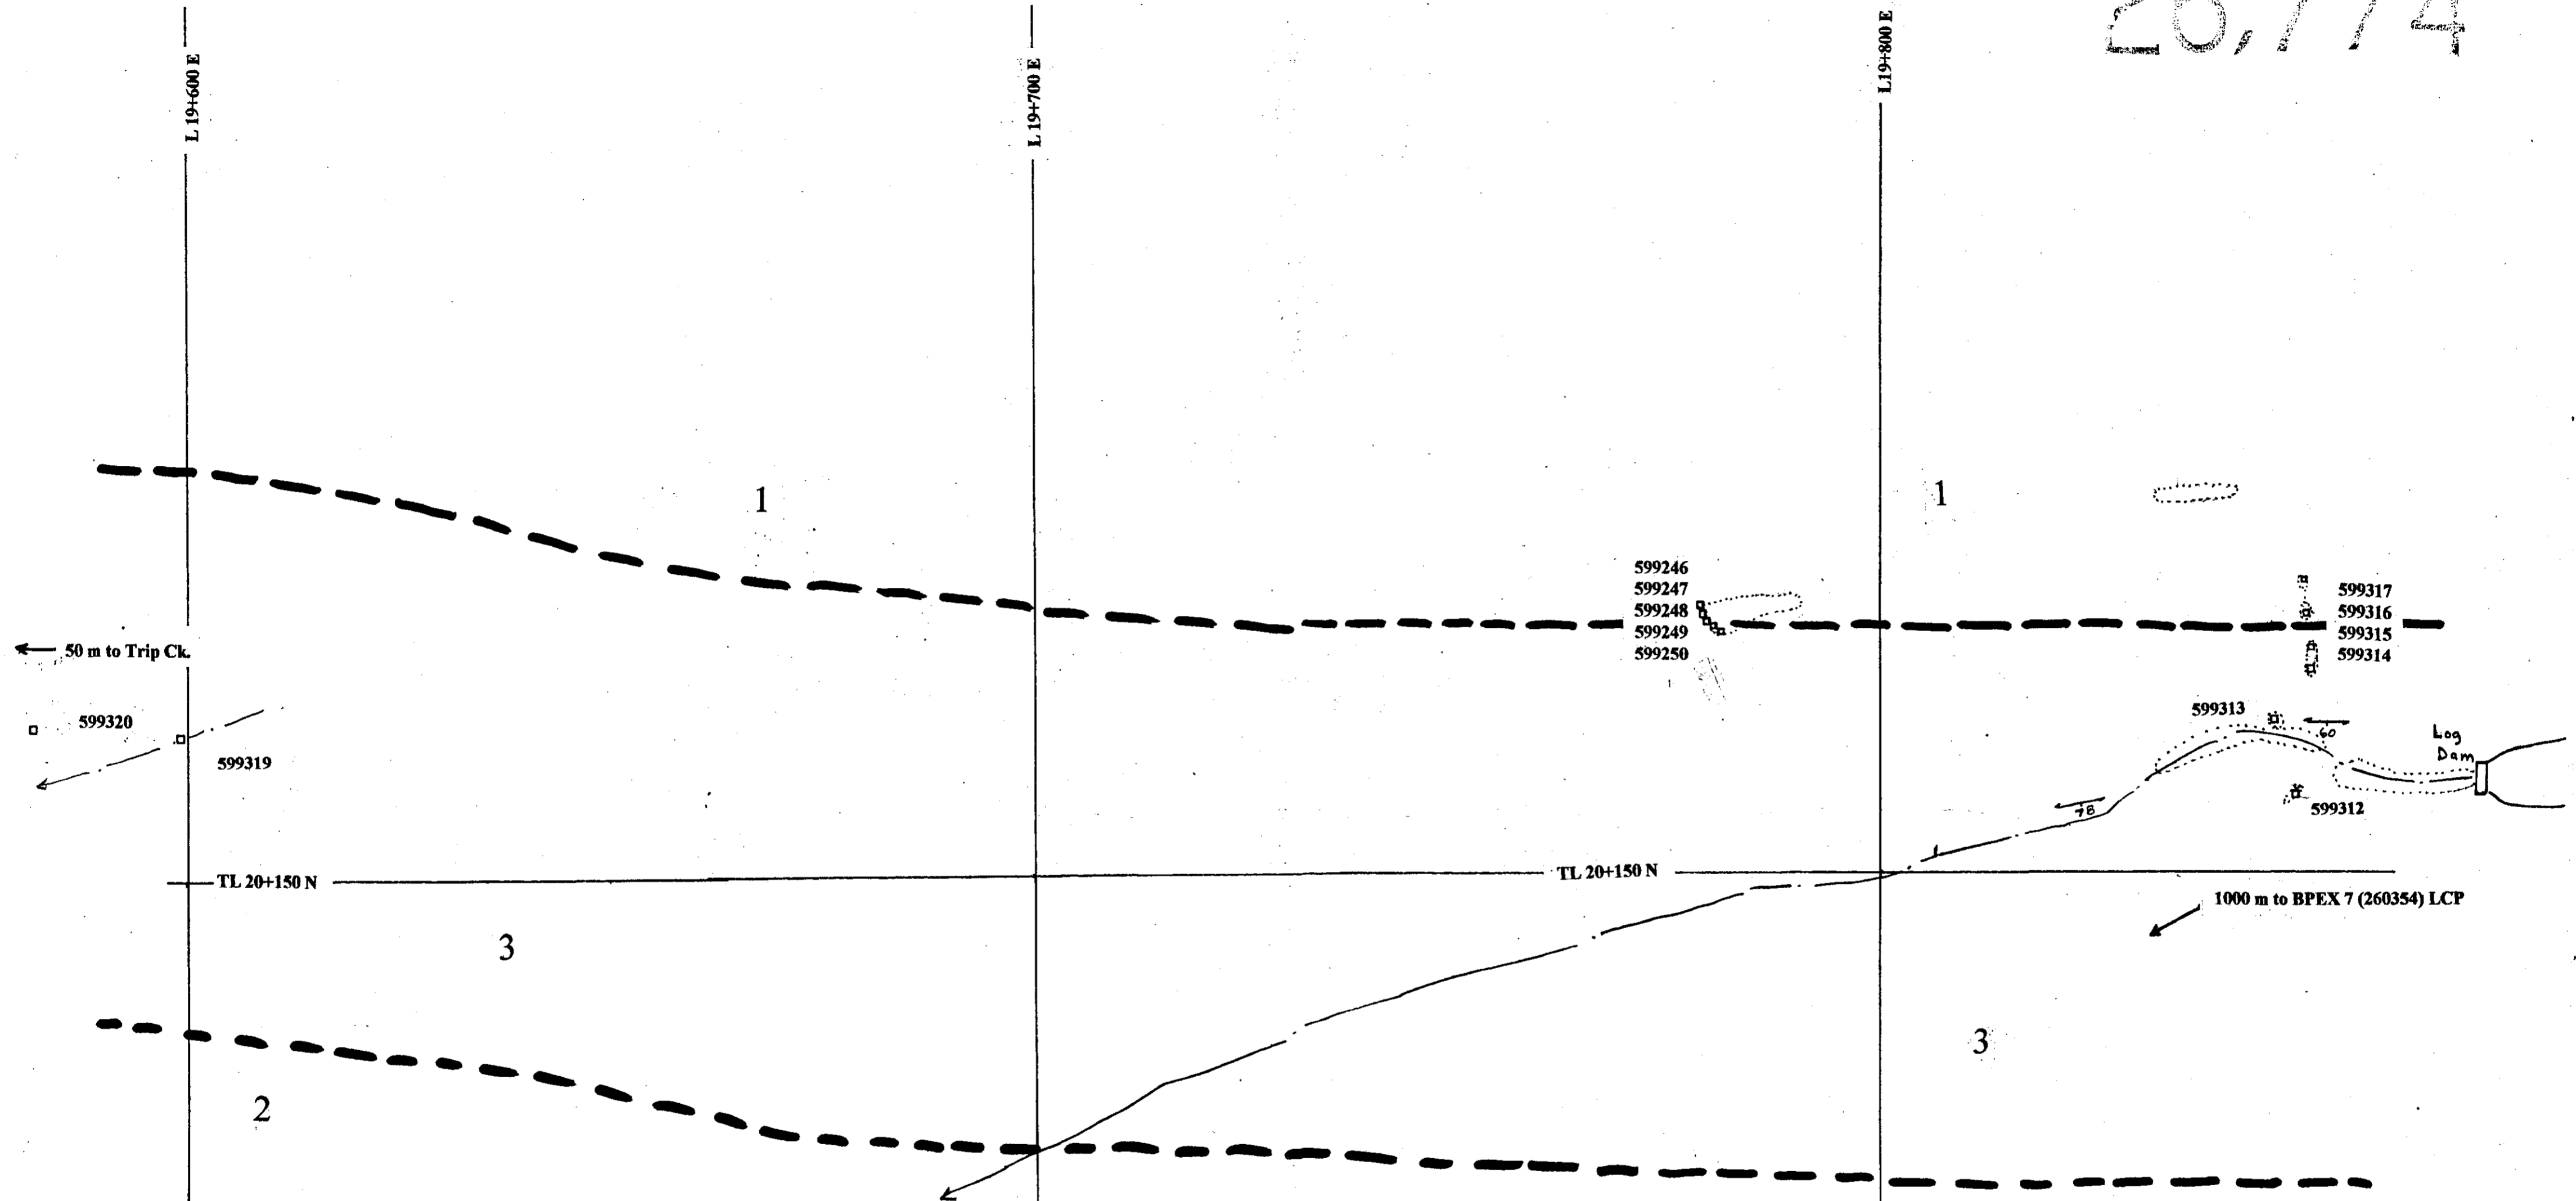 26,774
L 19+600 E
L 19+700 E
L19+800 E
1
1
599246
599247
599248
599249
599250
599317
599316
599315
599314
50 m to Trip Ck.
599320
599319
599313
60
Log
Dam
599312
78
TL 20+150 N
TL 20+150 N
1000 m to BPEX 7 (260354) LCP
3
3
2